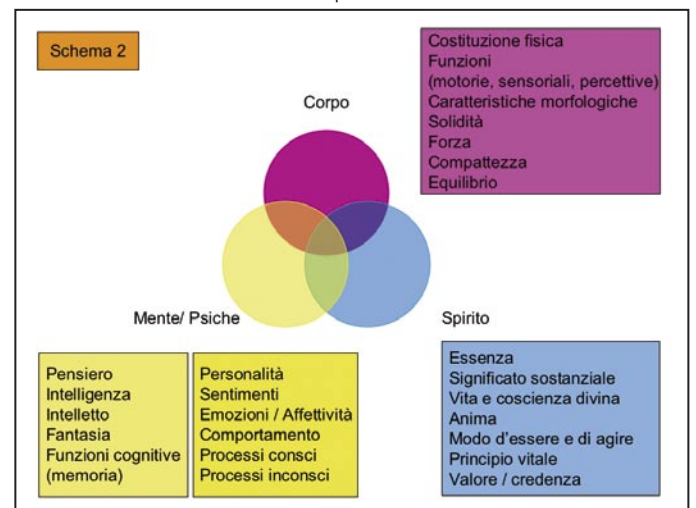 Schema 2
Costituzione fisica
Funzioni
(motorie, sensoriali, percettive)
Caratteristiche morfologiche
Solidità
Forza
Compattezza
Equilibrio
Corpo
Mente/ Psiche
Spirito
Pensiero
Intelligenza
Intelletto
Fantasia
Funzioni cognitive
(memoria)
Personalità
Sentimenti
Emozioni / Affettività
Comportamento
Processi consci
Processi inconsci
Essenza
Significato sostanziale
Vita e coscienza divina
Anima
Modo d'essere e di agire
Principio vitale
Valore / credenza